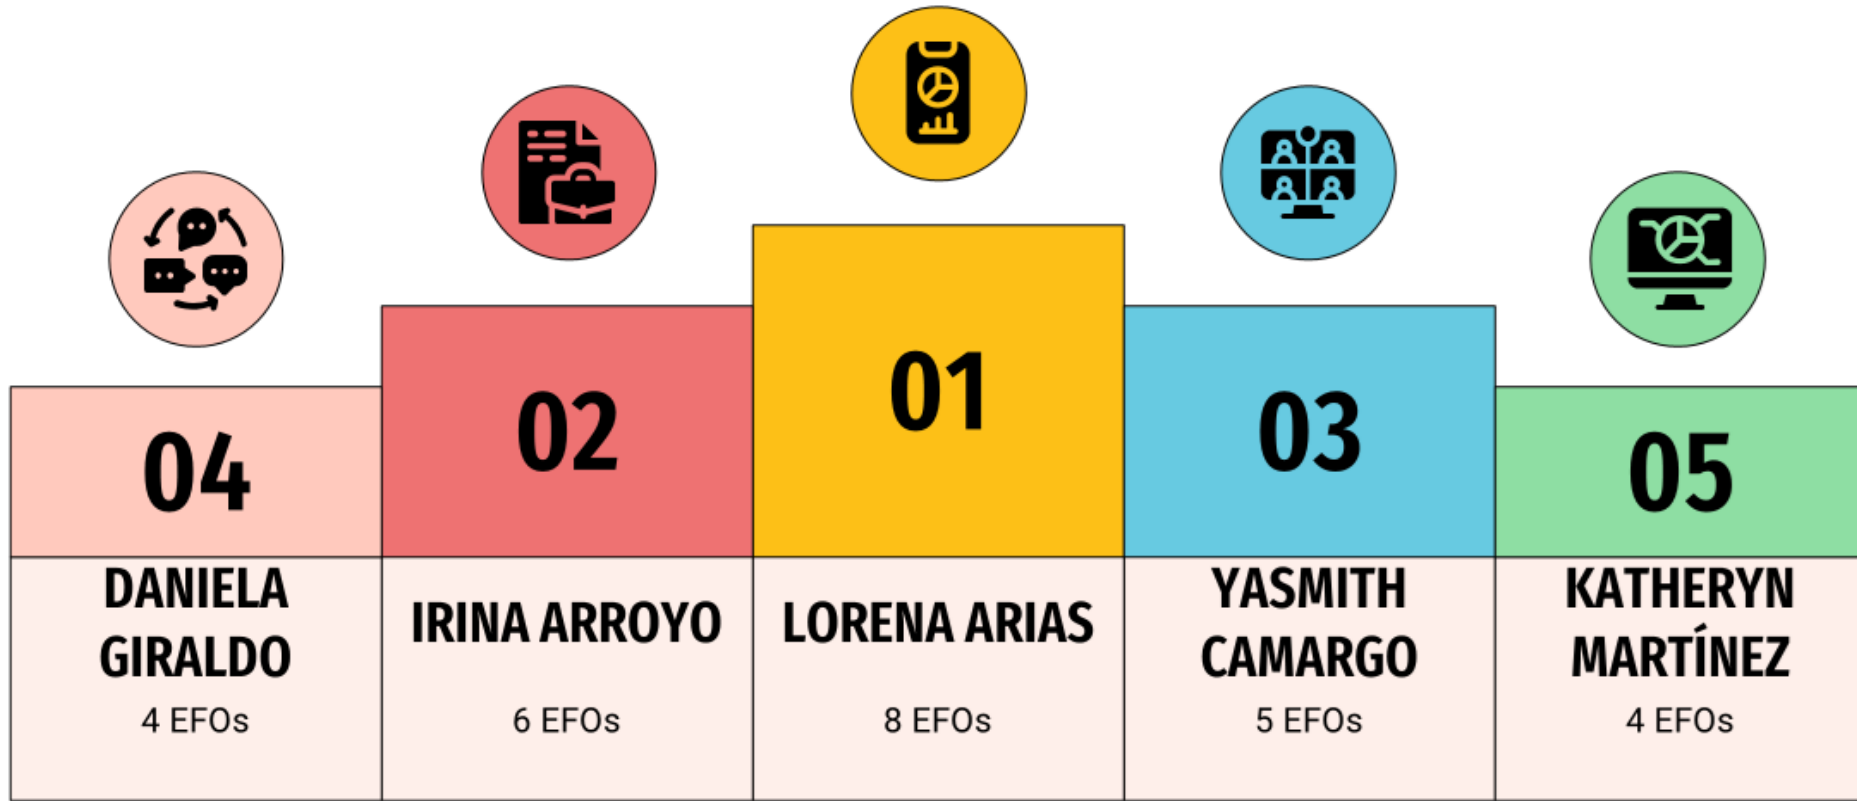 04
DANIELA
GIRALDO
4 EFOs
02
IRINA ARROYO
6 EFOs
01
LORENA ARIAS
8 EFOs
03
YASMITH
CAMARGO
5 EFOs
05
KATHERYN
MARTÍNEZ
4 EFOs